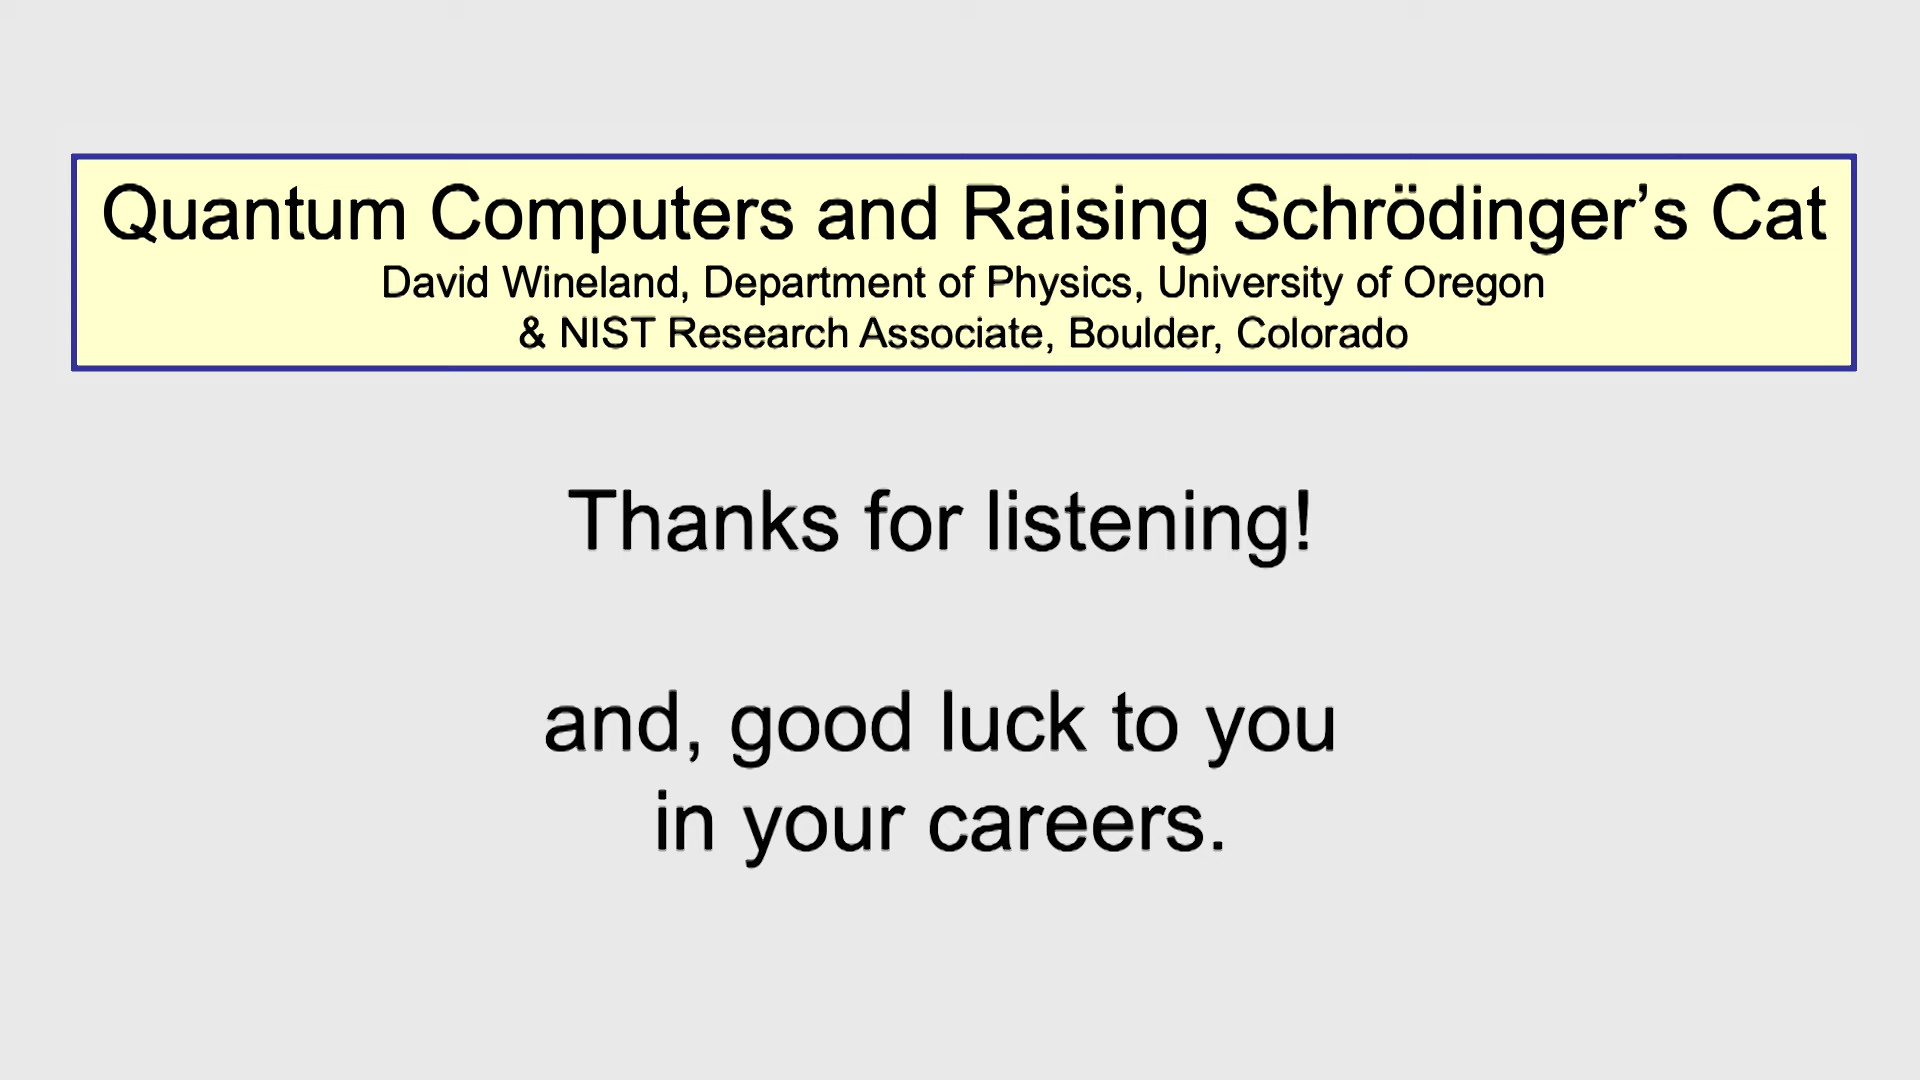 Quantum Computers and Raising Schrödinger’s Cat
David Wineland, Department of Physics, University of Oregon
& NIST Research Associate, Boulder, Colorado
Thanks for listening!
and, good luck to you
in your careers.